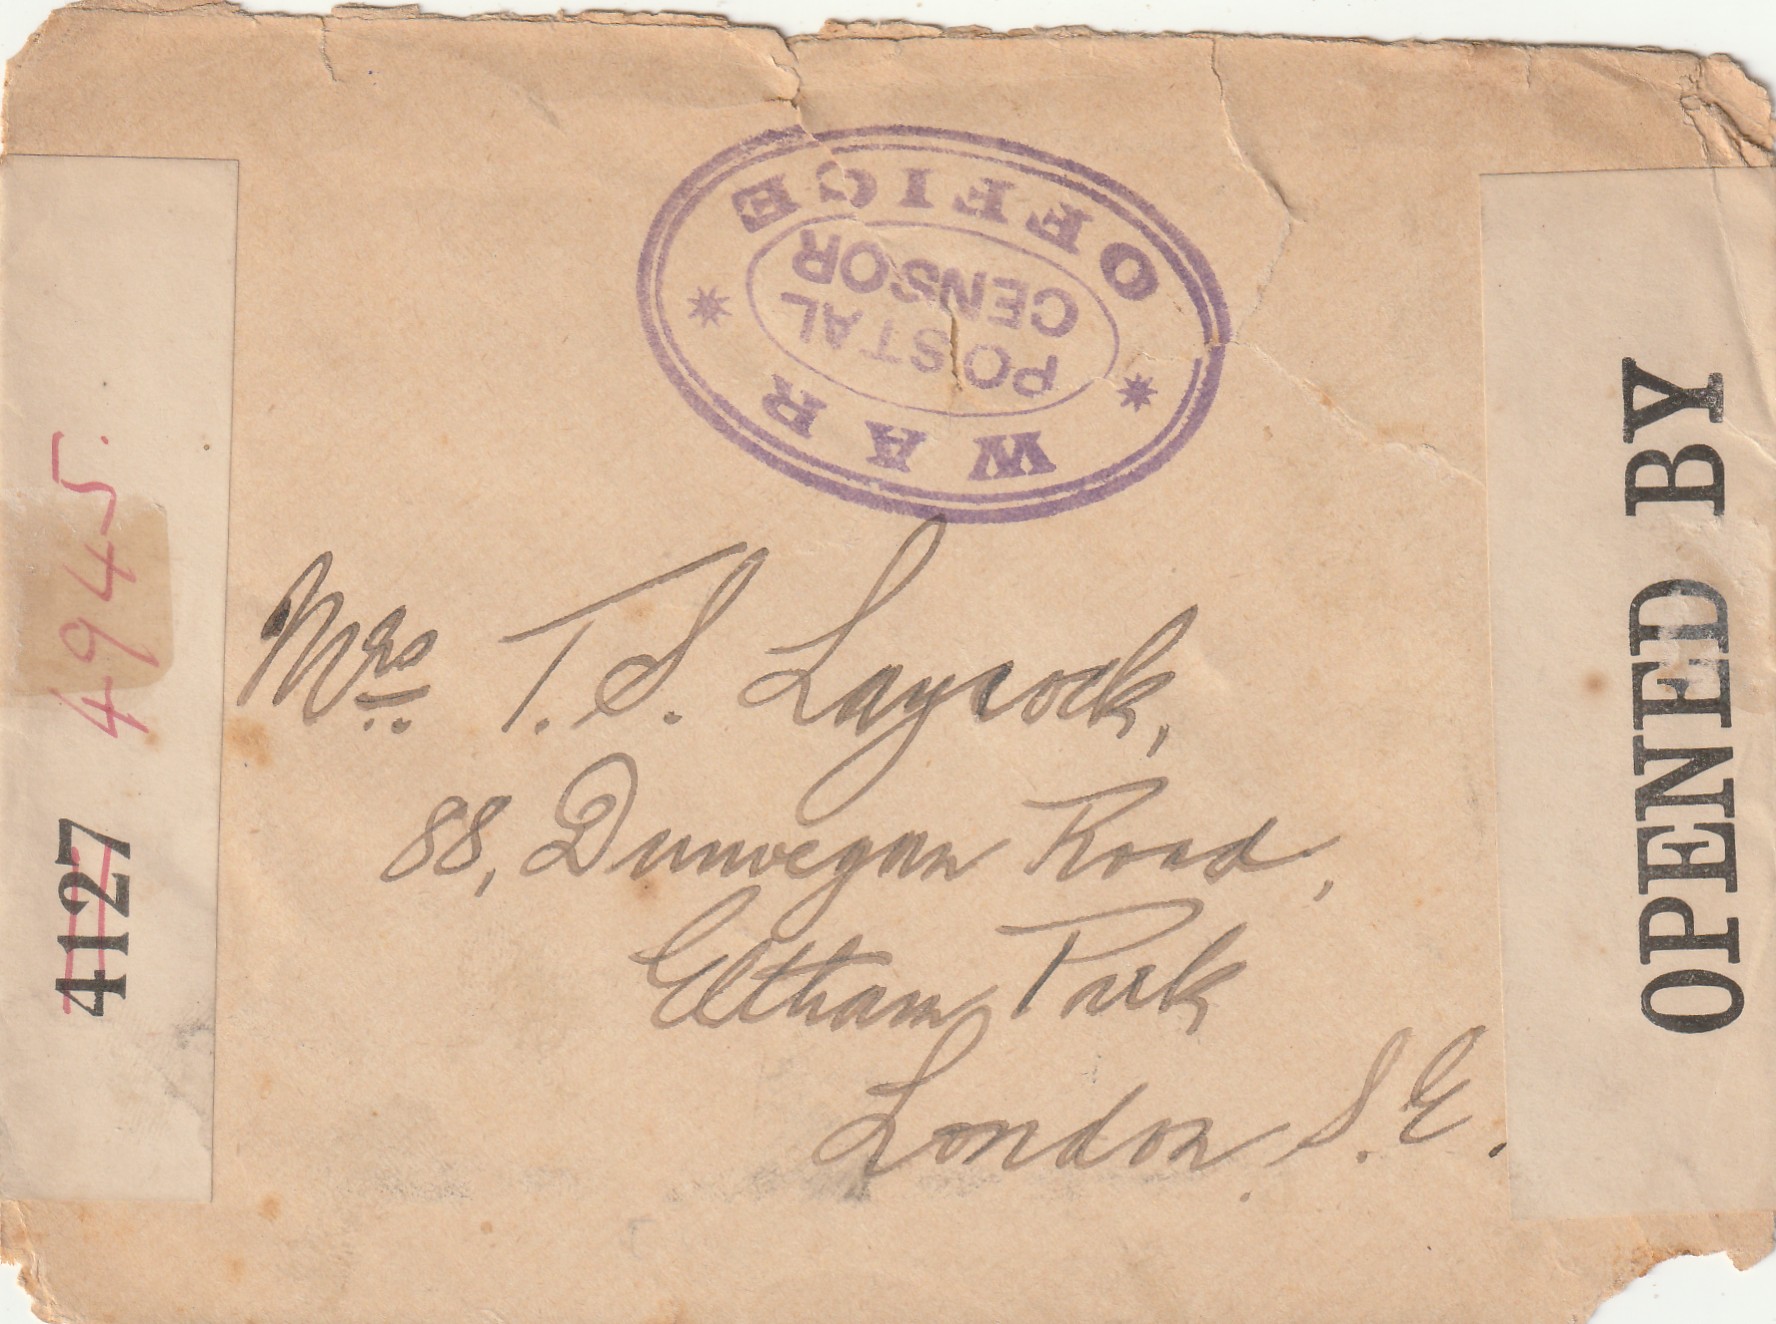 WAR OFFICE
POSTAL
CENSOR
4945.
4127
OPENED BY
Mrs T. S. Laycock,
88, Dunvegan Road,
Eltham Park
London S.E.